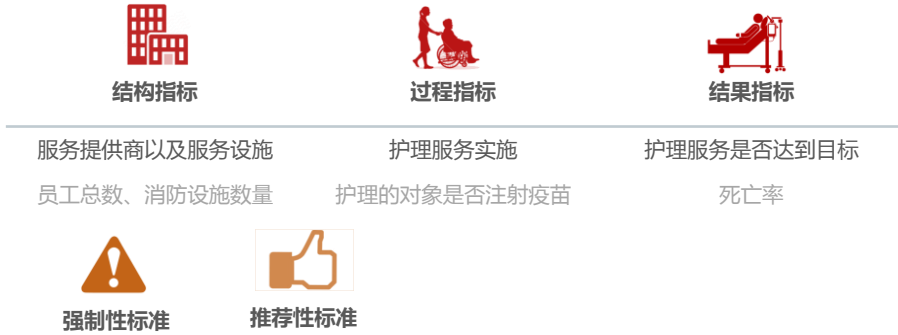 结构指标
过程指标
结果指标
服务提供商以及服务设施
护理服务实施
护理服务是否达到目标
员工总数、消防设施数量
护理的对象是否注射疫苗
死亡率
强制性标准
推荐性标准